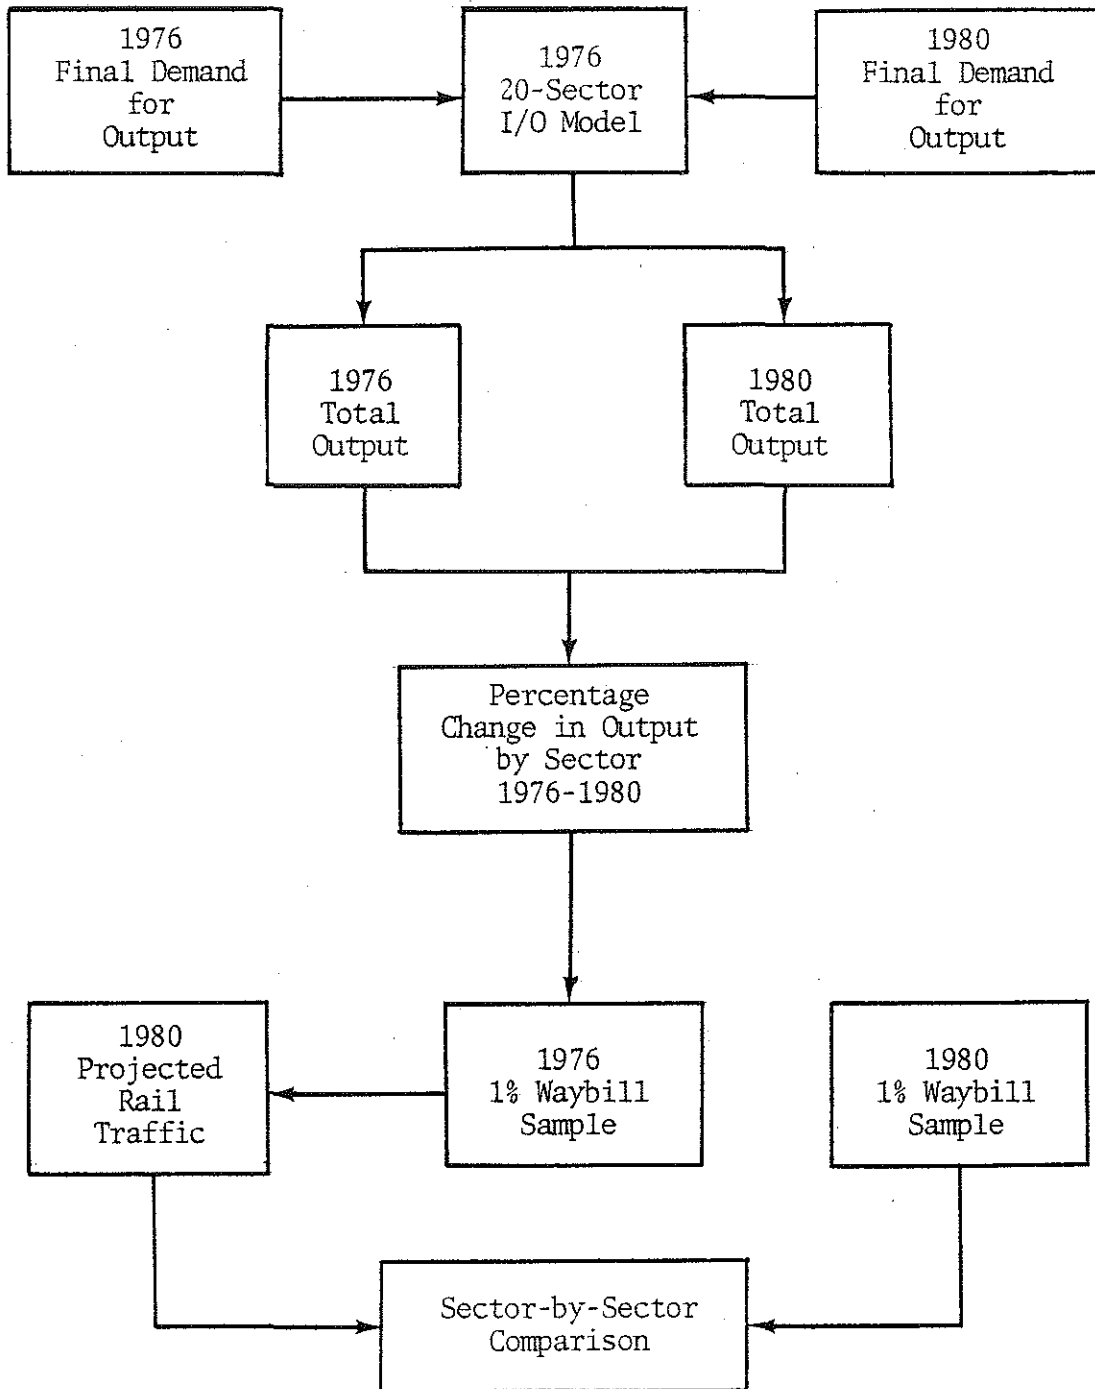 1976
Final Demand
for
Output
1976
20-Sector
I/O Model
1980
Final Demand
for
Output
1976
Total
Output
1980
Total
Output
Percentage
Change in Output
by Sector
1976-1980
1980
Projected
Rail
Traffic
1976
1% Waybill
Sample
1980
1% Waybill
Sample
Sector-by-Sector
Comparison